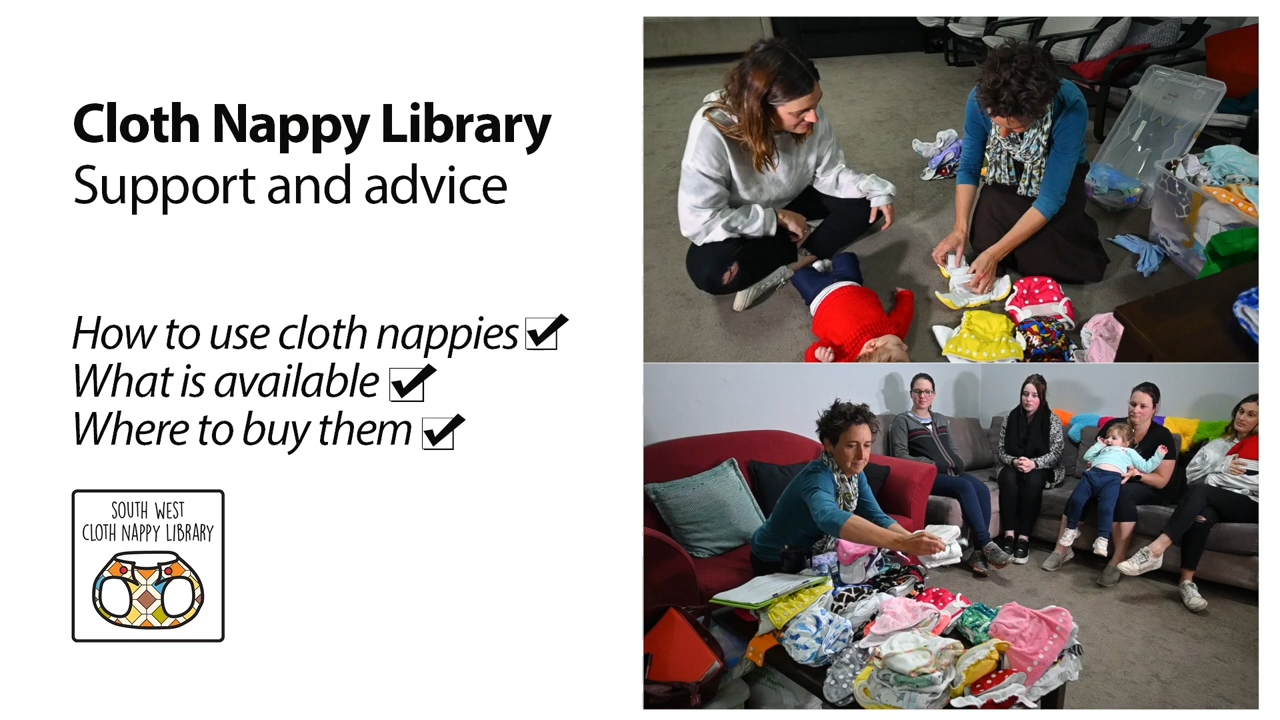 Cloth Nappy Library
Support and advice
How to use cloth nappies
What is available
Where to buy them
SOUTH WEST
CLOTH NAPPY LIBRARY